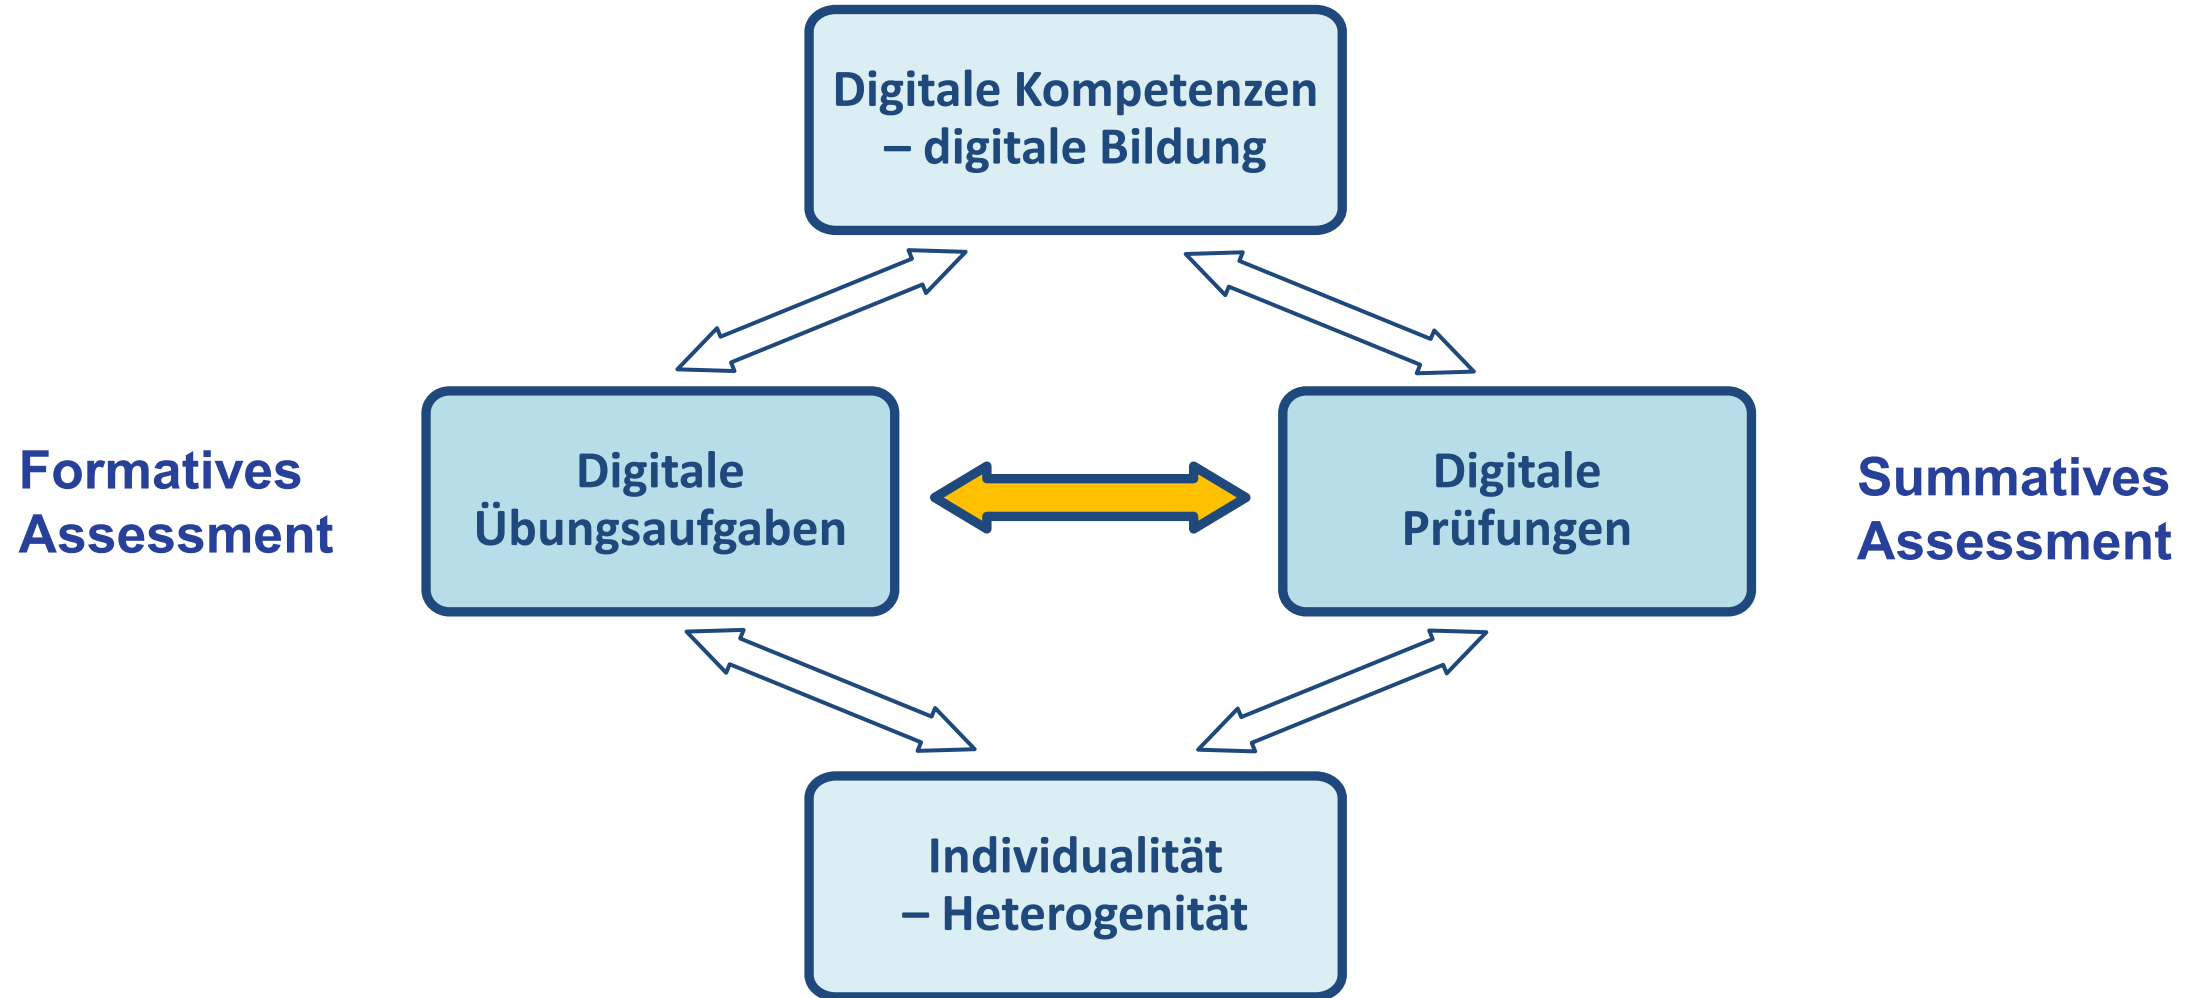 Digitale Kompetenzen
– digitale Bildung
Formatives
Assessment
Digitale
Übungsaufgaben
Digitale
Prüfungen
Summatives
Assessment
Individualität
– Heterogenität